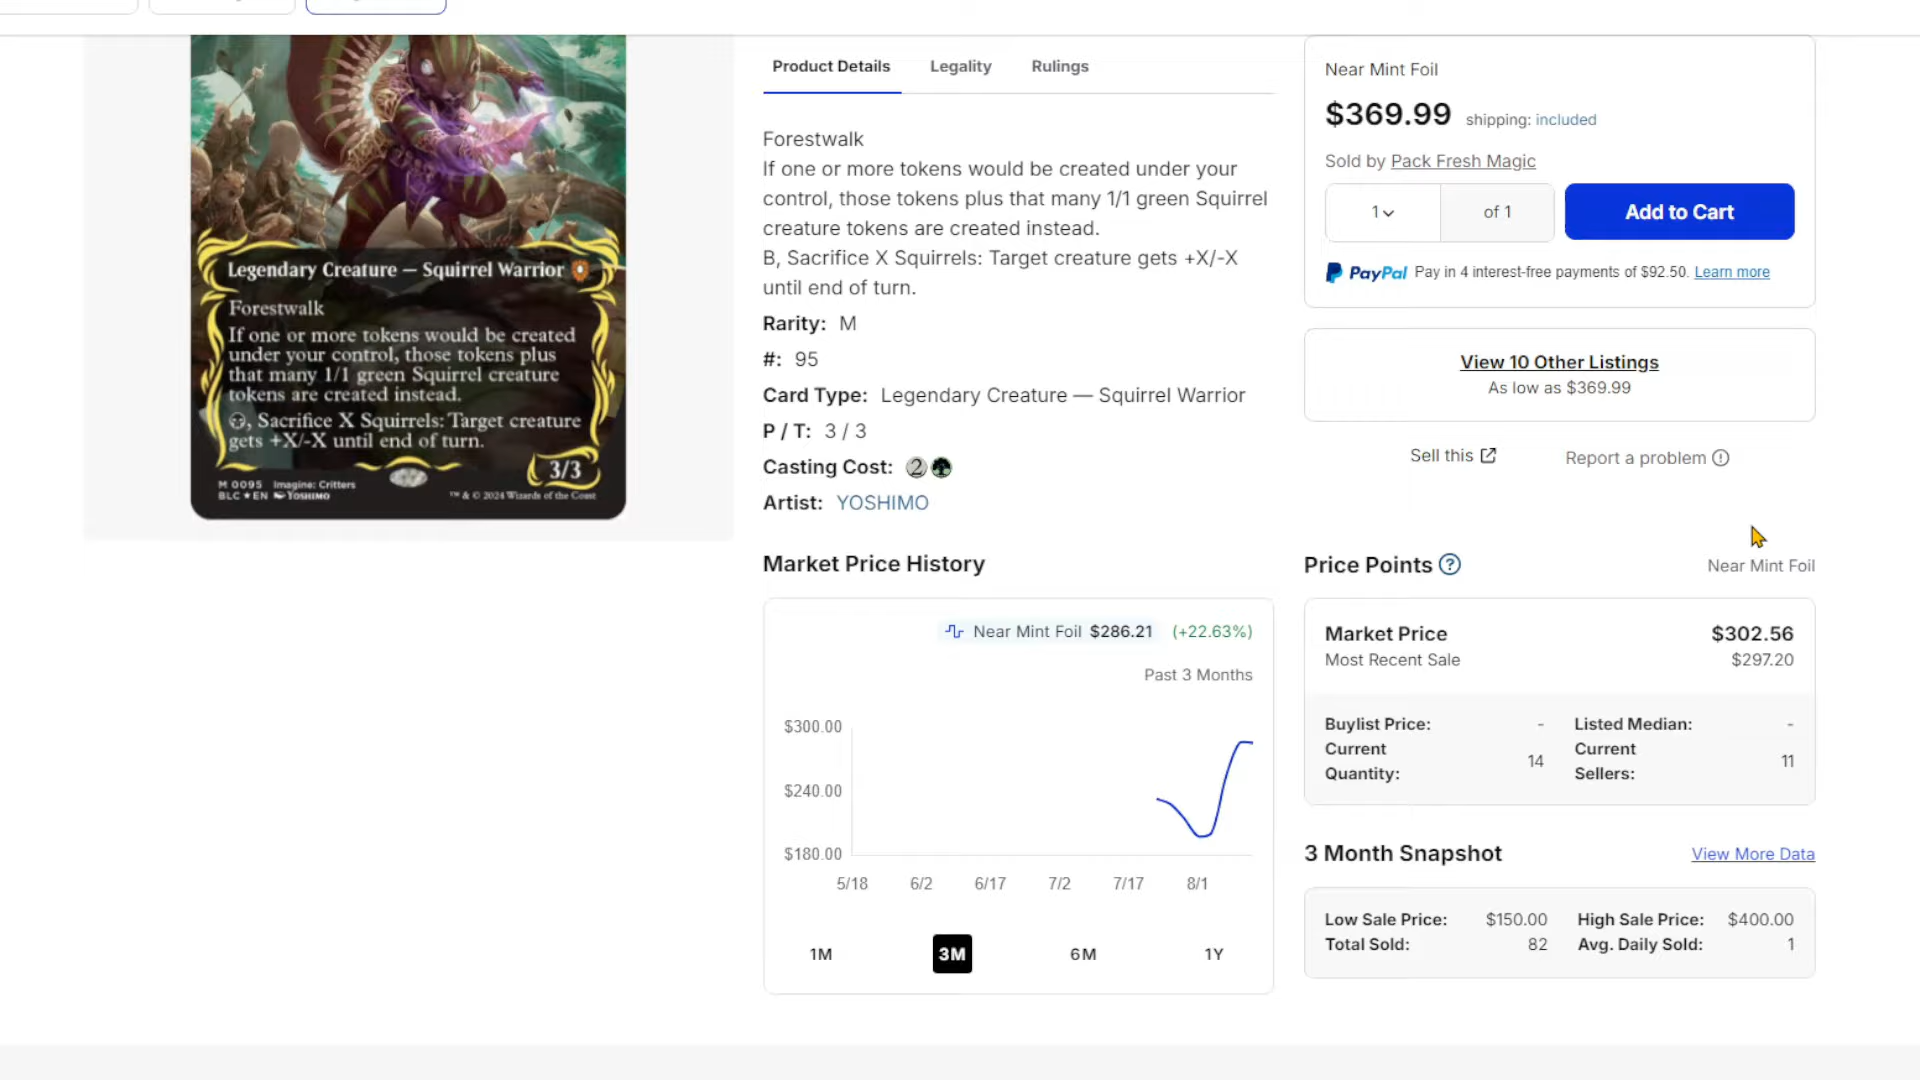 Legendary Creature — Squirrel Warrior
Forestwalk
If one or more tokens would be created
under your control, those tokens plus
that many 1/1 green Squirrel creature
tokens are created instead.
, Sacrifice X Squirrels: Target creature
gets +X/-X until end of turn.
3/3
M 0095 Imagine: Critters
BLC ★ EN YOSHIMO
™ & © 2024 Wizards of the Coast
Product Details
Legality
Rulings
Forestwalk
If one or more tokens would be created under your
control, those tokens plus that many 1/1 green Squirrel
creature tokens are created instead.
B, Sacrifice X Squirrels: Target creature gets +X/-X
until end of turn.
Rarity: M
#: 95
Card Type: Legendary Creature — Squirrel Warrior
P / T: 3 / 3
Casting Cost: 2
Artist: YOSHIMO
Near Mint Foil
$369.99 shipping: included
Sold by Pack Fresh Magic
1 of 1
Add to Cart
PayPal Pay in 4 interest-free payments of $92.50. Learn more
View 10 Other Listings
As low as $369.99
Sell this
Report a problem
Market Price History
Near Mint Foil $286.21 (+22.63%)
Past 3 Months
$300.00
$240.00
$180.00
5/18 6/2 6/17 7/2 7/17 8/1
1M 3M 6M 1Y
Price Points ?
Near Mint Foil
Market Price $302.56
Most Recent Sale $297.20
Buylist Price: - Listed Median: -
Current Quantity: 14 Current Sellers: 11
3 Month Snapshot View More Data
Low Sale Price: $150.00 High Sale Price: $400.00
Total Sold: 82 Avg. Daily Sold: 1